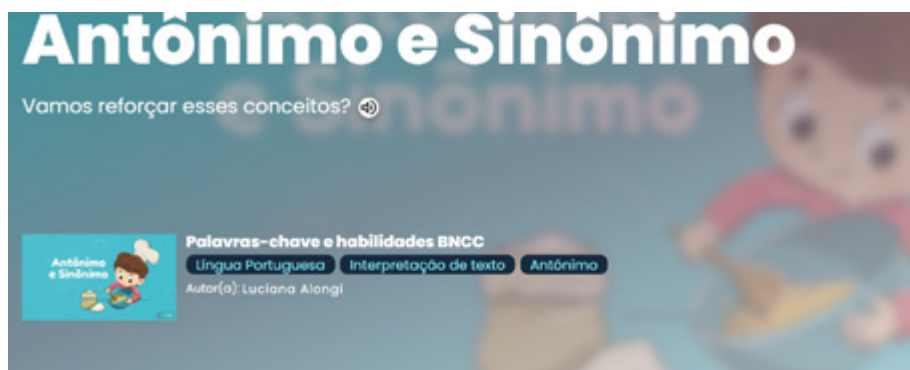 Antônimo e Sinônimo
e Sinônimo
Vamos reforçar esses conceitos?
Antônimo
e Sinônimo
Palavras-chave e habilidades BNCC
Língua Portuguesa Interpretação de texto Antônimo
Autor(a): Luciana Alongi